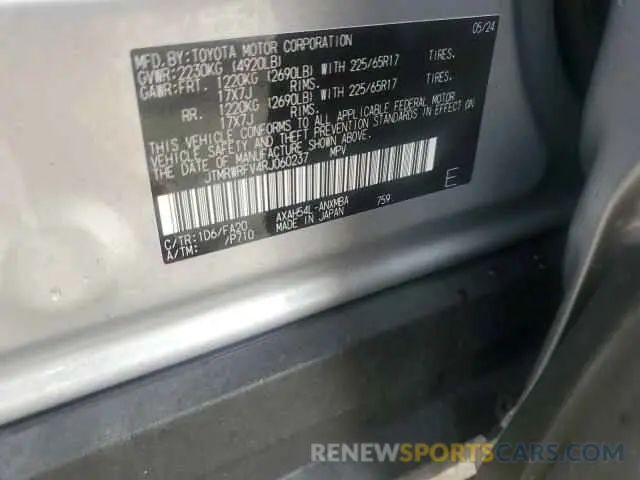 MFD.BY:TOYOTA MOTOR CORPORATION 05/24
GVWR:2230KG (4920LB)
GAWR:FRT. 1220KG (2690LB) WITH 225/65R17 TIRES.
17X7J RIMS.
RR. 1220KG (2690LB) WITH 225/65R17 TIRES.
17X7J RIMS.
THIS VEHICLE CONFORMS TO ALL APPLICABLE FEDERAL MOTOR
VEHICLE SAFETY STANDARDS IN EFFECT ON
THE DATE OF MANUFACTURE SHOWN ABOVE.
JTMRWRFV4RJ060237 MPV
E
C/TR:1D6/FA20 AXAH54L-ANXMBA 759
A/TM: /P710 MADE IN JAPAN
RENEWSPORTSCARS.COM